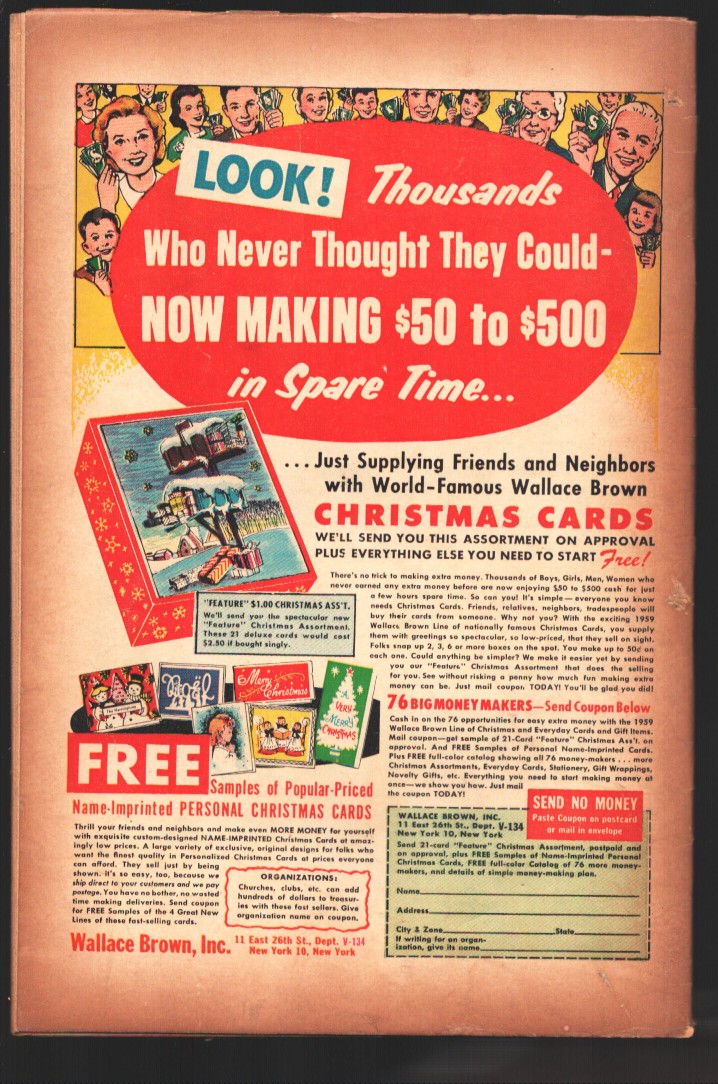 LOOK! Thousands
Who Never Thought They Could-
NOW MAKING $50 to $500
in Spare Time...
...Just Supplying Friends and Neighbors
with World-Famous Wallace Brown
CHRISTMAS CARDS
WE'LL SEND YOU THIS ASSORTMENT ON APPROVAL
PLUS EVERYTHING ELSE YOU NEED TO START Free!
There's no trick to making extra money. Thousands of Boys, Girls, Men, Women who
never earned any extra money before are now enjoying $50 to $500 cash for just
a few hours spare time. So can you! It's simple—everyone you know
needs Christmas Cards. Friends, relatives, neighbors, tradespeople will
buy their cards from someone. Why not you? With the exciting 1959
Wallace Brown Line of nationally famous Christmas Cards, you supply
them with greetings so spectacular, so low-priced, that they sell on sight.
Folks snap up 2, 3, 6 or more boxes on the spot. You make up to 50¢ on
each one. Could anything be simpler? We make it easier yet by sending
you our "Feature" Christmas Assortment that does the selling
for you. See without risking a penny how much fun making extra
money can be. Just mail coupon TODAY! You'll be glad you did!
"FEATURE" $1.00 CHRISTMAS ASS'T.
We'll send you the spectacular new
"Feature" Christmas Assortment.
These 21 deluxe cards would cost
$2.50 if bought singly.
Noël
Merry
Christmas
A
VERY
MERRY
CHRISTMAS
76 BIG MONEY MAKERS—Send Coupon Below
Cash in on the 76 opportunities for easy extra money with the 1959
Wallace Brown Line of Christmas and Everyday Cards and Gift Items.
Mail coupon—get sample of 21-Card "Feature" Christmas Ass't. on
approval. And FREE Samples of Personal Name-Imprinted Cards.
Plus FREE full-color catalog showing all 76 money-makers . . . more
Christmas Assortments, Everyday Cards, Stationery, Gift Wrappings,
Novelty Gifts, etc. Everything you need to start making money at
once—we show you how. Just mail
the coupon TODAY!
FREE
Samples of Popular-Priced
Name-Imprinted PERSONAL CHRISTMAS CARDS
Thrill your friends and neighbors and make even MORE MONEY for yourself
with exquisite custom-designed NAME-IMPRINTED Christmas Cards at amaz-
ingly low prices. A large variety of exclusive, original designs for folks who
want the finest quality in Personalized Christmas Cards at prices everyone
can afford. They sell just by being
shown. It's so easy, too, because we
ship direct to your customers and we pay
postage. You have no bother, no wasted
time making deliveries. Send coupon
for FREE Samples of the 4 Great New
Lines of these fast-selling cards.
ORGANIZATIONS:
Churches, clubs, etc. can add
hundreds of dollars to treasur-
ies with these fast sellers. Give
organization name on coupon.
Wallace Brown, Inc. 11 East 26th St., Dept. V-134
New York 10, New York
SEND NO MONEY
Paste Coupon on postcard
or mail in envelope
WALLACE BROWN, INC.
11 East 26th St., Dept. V-134
New York 10, New York
Send 21-card "Feature" Christmas Assortment, postpaid and
on approval, plus FREE Samples of Name-Imprinted Personal
Christmas Cards, FREE full-color Catalog of 76 more money-
makers, and details of simple money-making plan.
Name
Address
City & Zone State
If writing for an organ-
ization, give its name